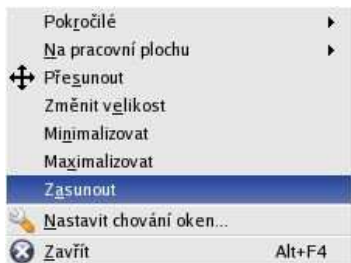 Pokročilé
Na pracovní plochu
Přesunout
Změnit velikost
Minimalizovat
Maximalizovat
Zasunout
Nastavit chování oken...
Zavřít Alt+F4